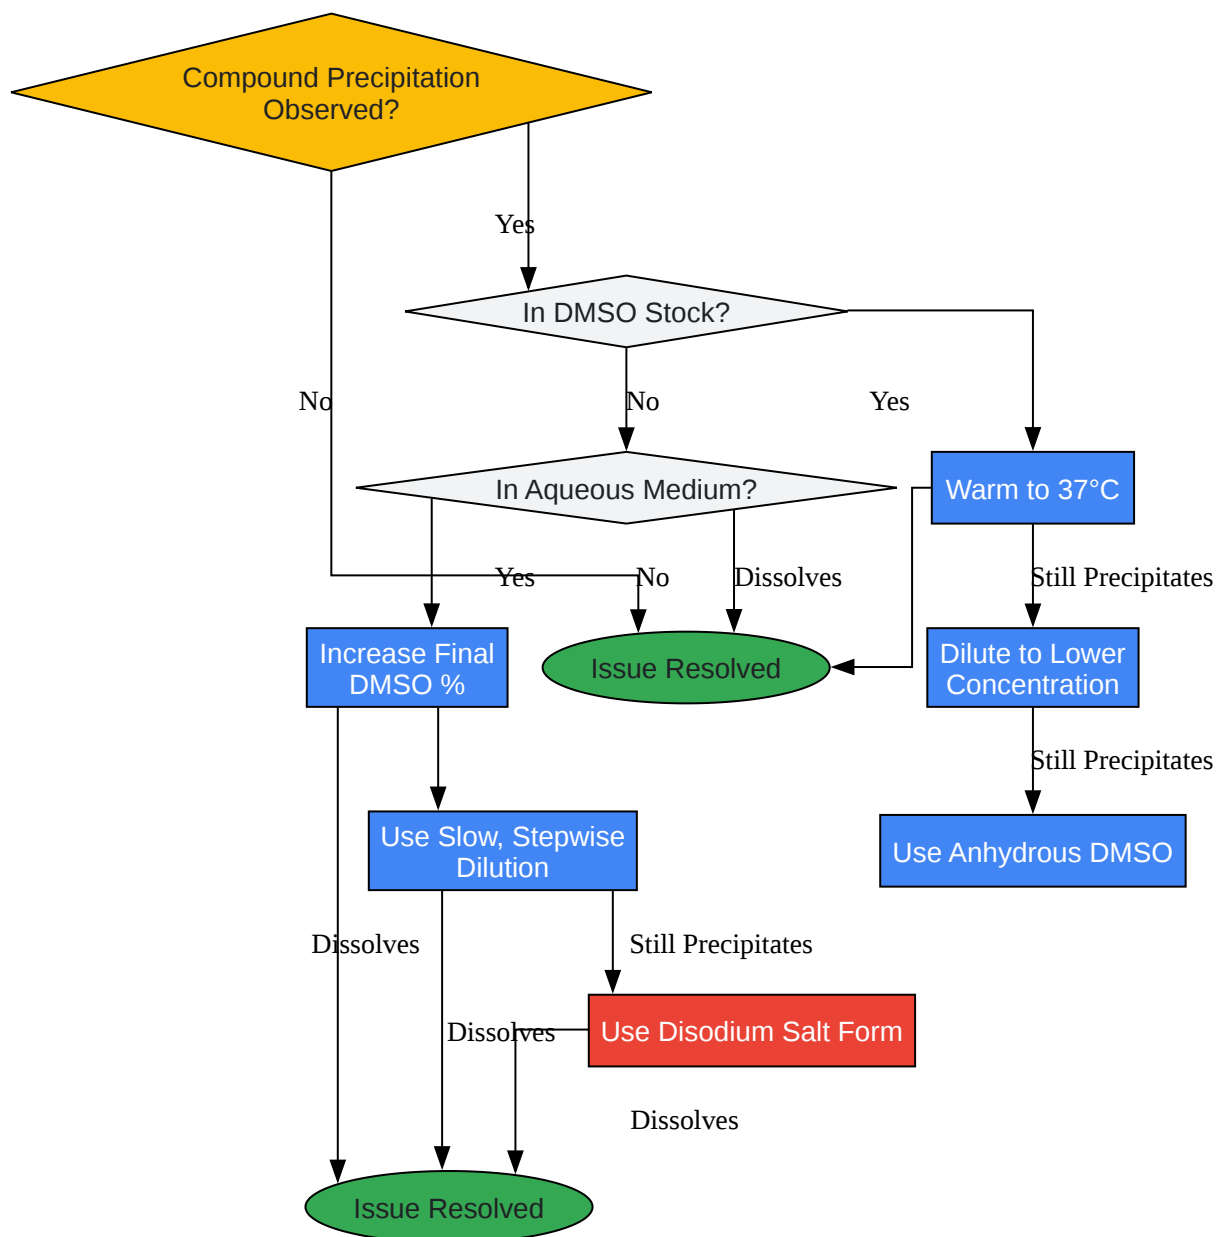 Compound Precipitation
Observed?
Yes
In DMSO Stock?
No
No
Yes
In Aqueous Medium?
Warm to 37°C
Yes
No
Dissolves
Still Precipitates
Increase Final
DMSO %
Issue Resolved
Dilute to Lower
Concentration
Still Precipitates
Use Slow, Stepwise
Dilution
Use Anhydrous DMSO
Dissolves
Still Precipitates
Dissolves
Use Disodium Salt Form
Dissolves
Issue Resolved